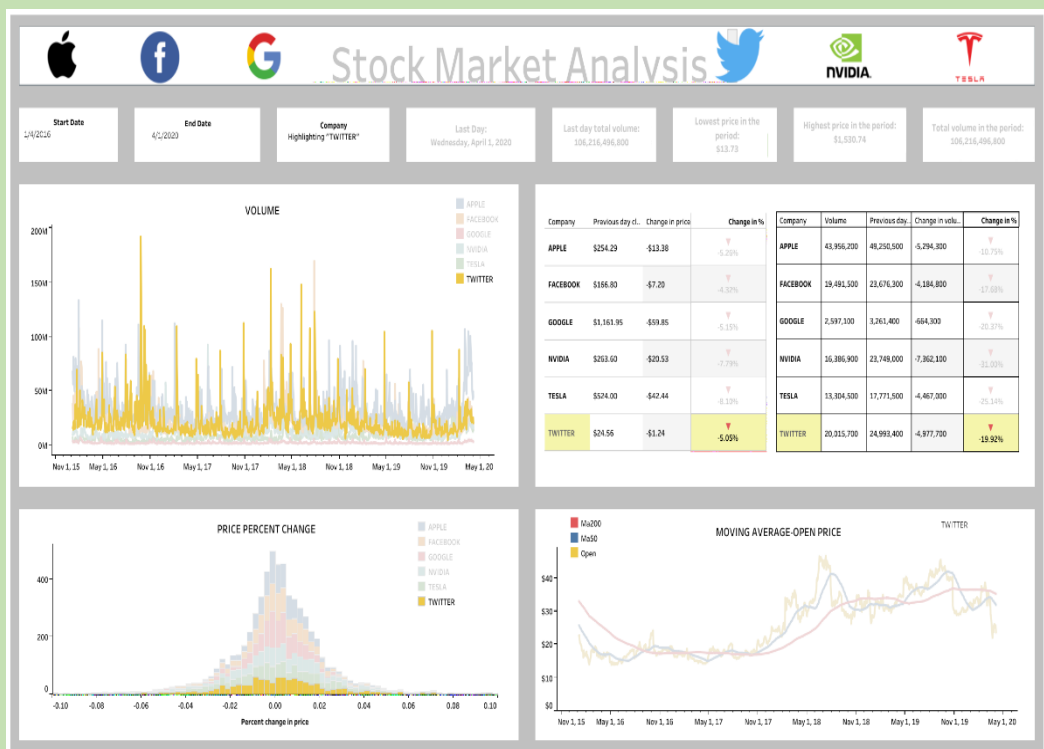 Stock Market Analysis
NVIDIA.
TESLA
Start Date
1/4/2016
End Date
4/1/2020
Company
Highlighting "TWITTER"
Last Day:
Wednesday, April 1, 2020
Last day total volume:
106,216,496,800
Lowest price in the
period:
$13.73
Highest price in the period:
$1,530.74
Total volume in the period:
106,216,496,800
VOLUME
APPLE
FACEBOOK
GOOGLE
NVIDIA
TESLA
TWITTER
200M
150M
100M
50M
0M
Nov 1, 15 May 1, 16 Nov 1, 16 May 1, 17 Nov 1, 17 May 1, 18 Nov 1, 18 May 1, 19 Nov 1, 19 May 1, 20
Company Previous day cl.. Change in price Change in %
APPLE $254.29 -$13.38 -5.26%
FACEBOOK $166.80 -$7.20 -4.32%
GOOGLE $1,161.95 -$59.85 -5.15%
NVIDIA $263.60 -$20.53 -7.79%
TESLA $524.00 -$42.44 -8.10%
TWITTER $24.56 -$1.24 -5.05%
Company Volume Previous day.. Change in volu.. Change in %
APPLE 43,956,200 49,250,500 -5,294,300 -10.75%
FACEBOOK 19,491,500 23,676,300 -4,184,800 -17.68%
GOOGLE 2,597,100 3,261,400 -664,300 -20.37%
NVIDIA 16,386,900 23,749,000 -7,362,100 -31.00%
TESLA 13,304,500 17,771,500 -4,467,000 -25.14%
TWITTER 20,015,700 24,993,400 -4,977,700 -19.92%
PRICE PERCENT CHANGE
APPLE
FACEBOOK
GOOGLE
NVIDIA
TESLA
TWITTER
400
200
0
-0.10 -0.08 -0.06 -0.04 -0.02 0.00 0.02 0.04 0.06 0.08 0.10
Percent change in price
Ma200
Ma50
Open
MOVING AVERAGE-OPEN PRICE
TWITTER
$40
$30
$20
$10
$0
Nov 1, 15 May 1, 16 Nov 1, 16 May 1, 17 Nov 1, 17 May 1, 18 Nov 1, 18 May 1, 19 Nov 1, 19 May 1, 20